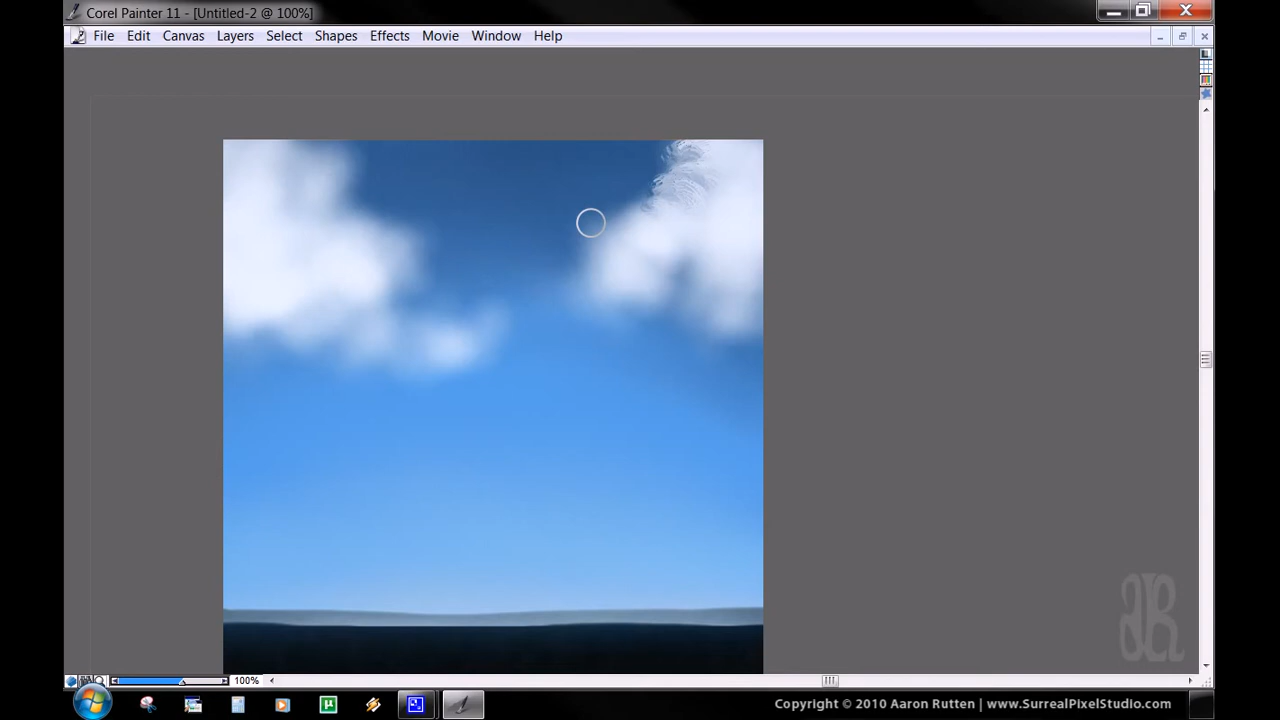 Corel Painter 11 - [Untitled-2 @ 100%]
File Edit Canvas Layers Select Shapes Effects Movie Window Help
100%
Copyright © 2010 Aaron Rutten | www.SurrealPixelStudio.com